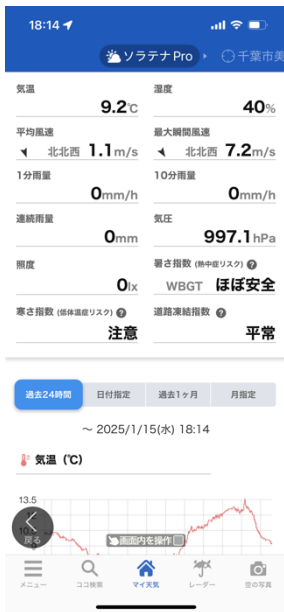 18:14
ソラテナ Pro
千葉市美
気温
湿度
9.2℃
40%
平均風速
最大瞬間風速
北北西 1.1m/s
北北西 7.2m/s
1分雨量
10分雨量
0mm/h
0mm/h
連続雨量
気圧
0mm
997.1hPa
照度
暑さ指数 (熱中症リスク) ?
0lx
WBGT ほぼ安全
寒さ指数 (低体温症リスク) ?
道路凍結指数 ?
注意
平常
過去24時間
日付指定
過去1ヶ月
月指定
～ 2025/1/15(水) 18:14
気温 (℃)
13.5
戻る
画面内を操作
メニュー
ココ検索
マイ天気
レーダー
空の写真